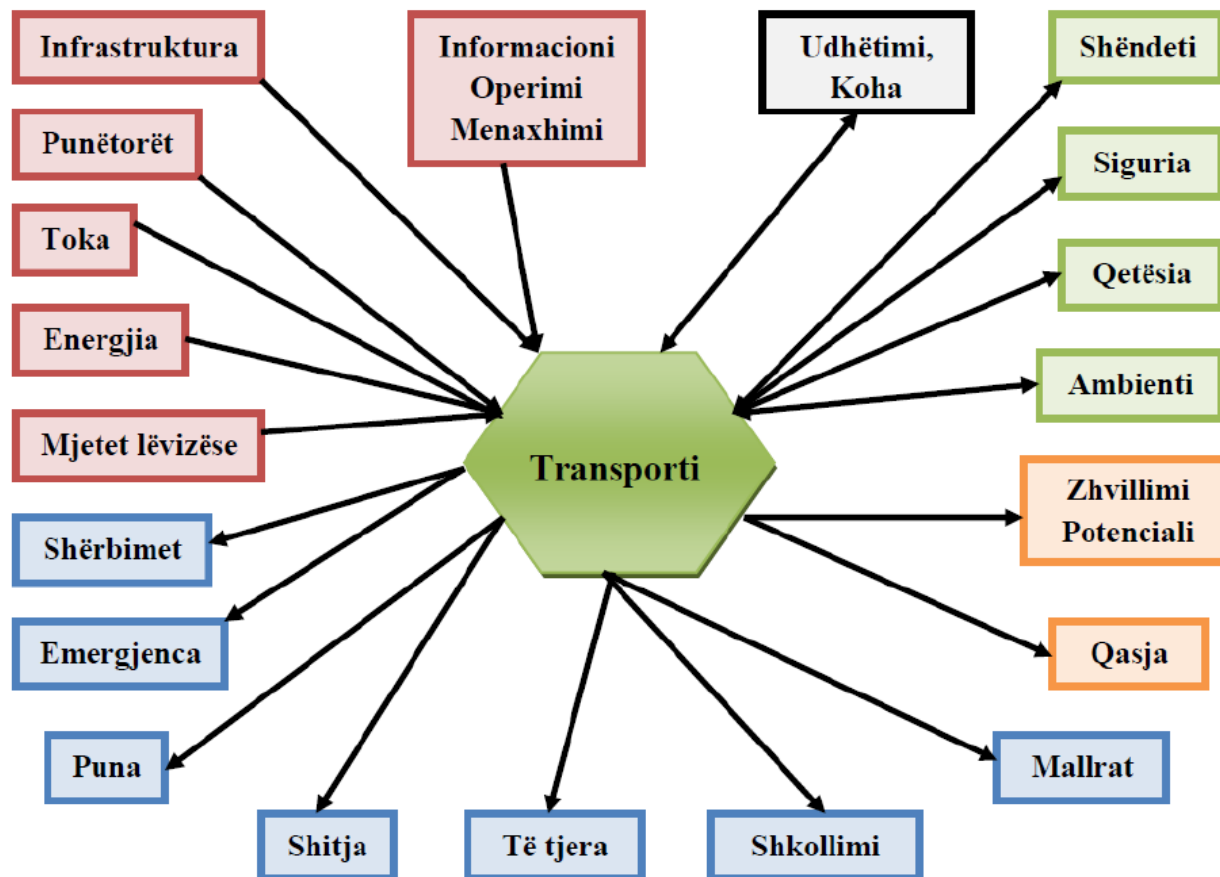 Infrastruktura
Informacioni
Operimi
Menaxhimi
Udhëtimi,
Koha
Shëndeti
Punëtorët
Siguria
Toka
Qetësia
Energjia
Ambienti
Mjetet lëvizëse
Transporti
Zhvillimi
Potenciali
Shërbimet
Emergjenca
Qasja
Puna
Mallrat
Shitja
Të tjera
Shkollimi